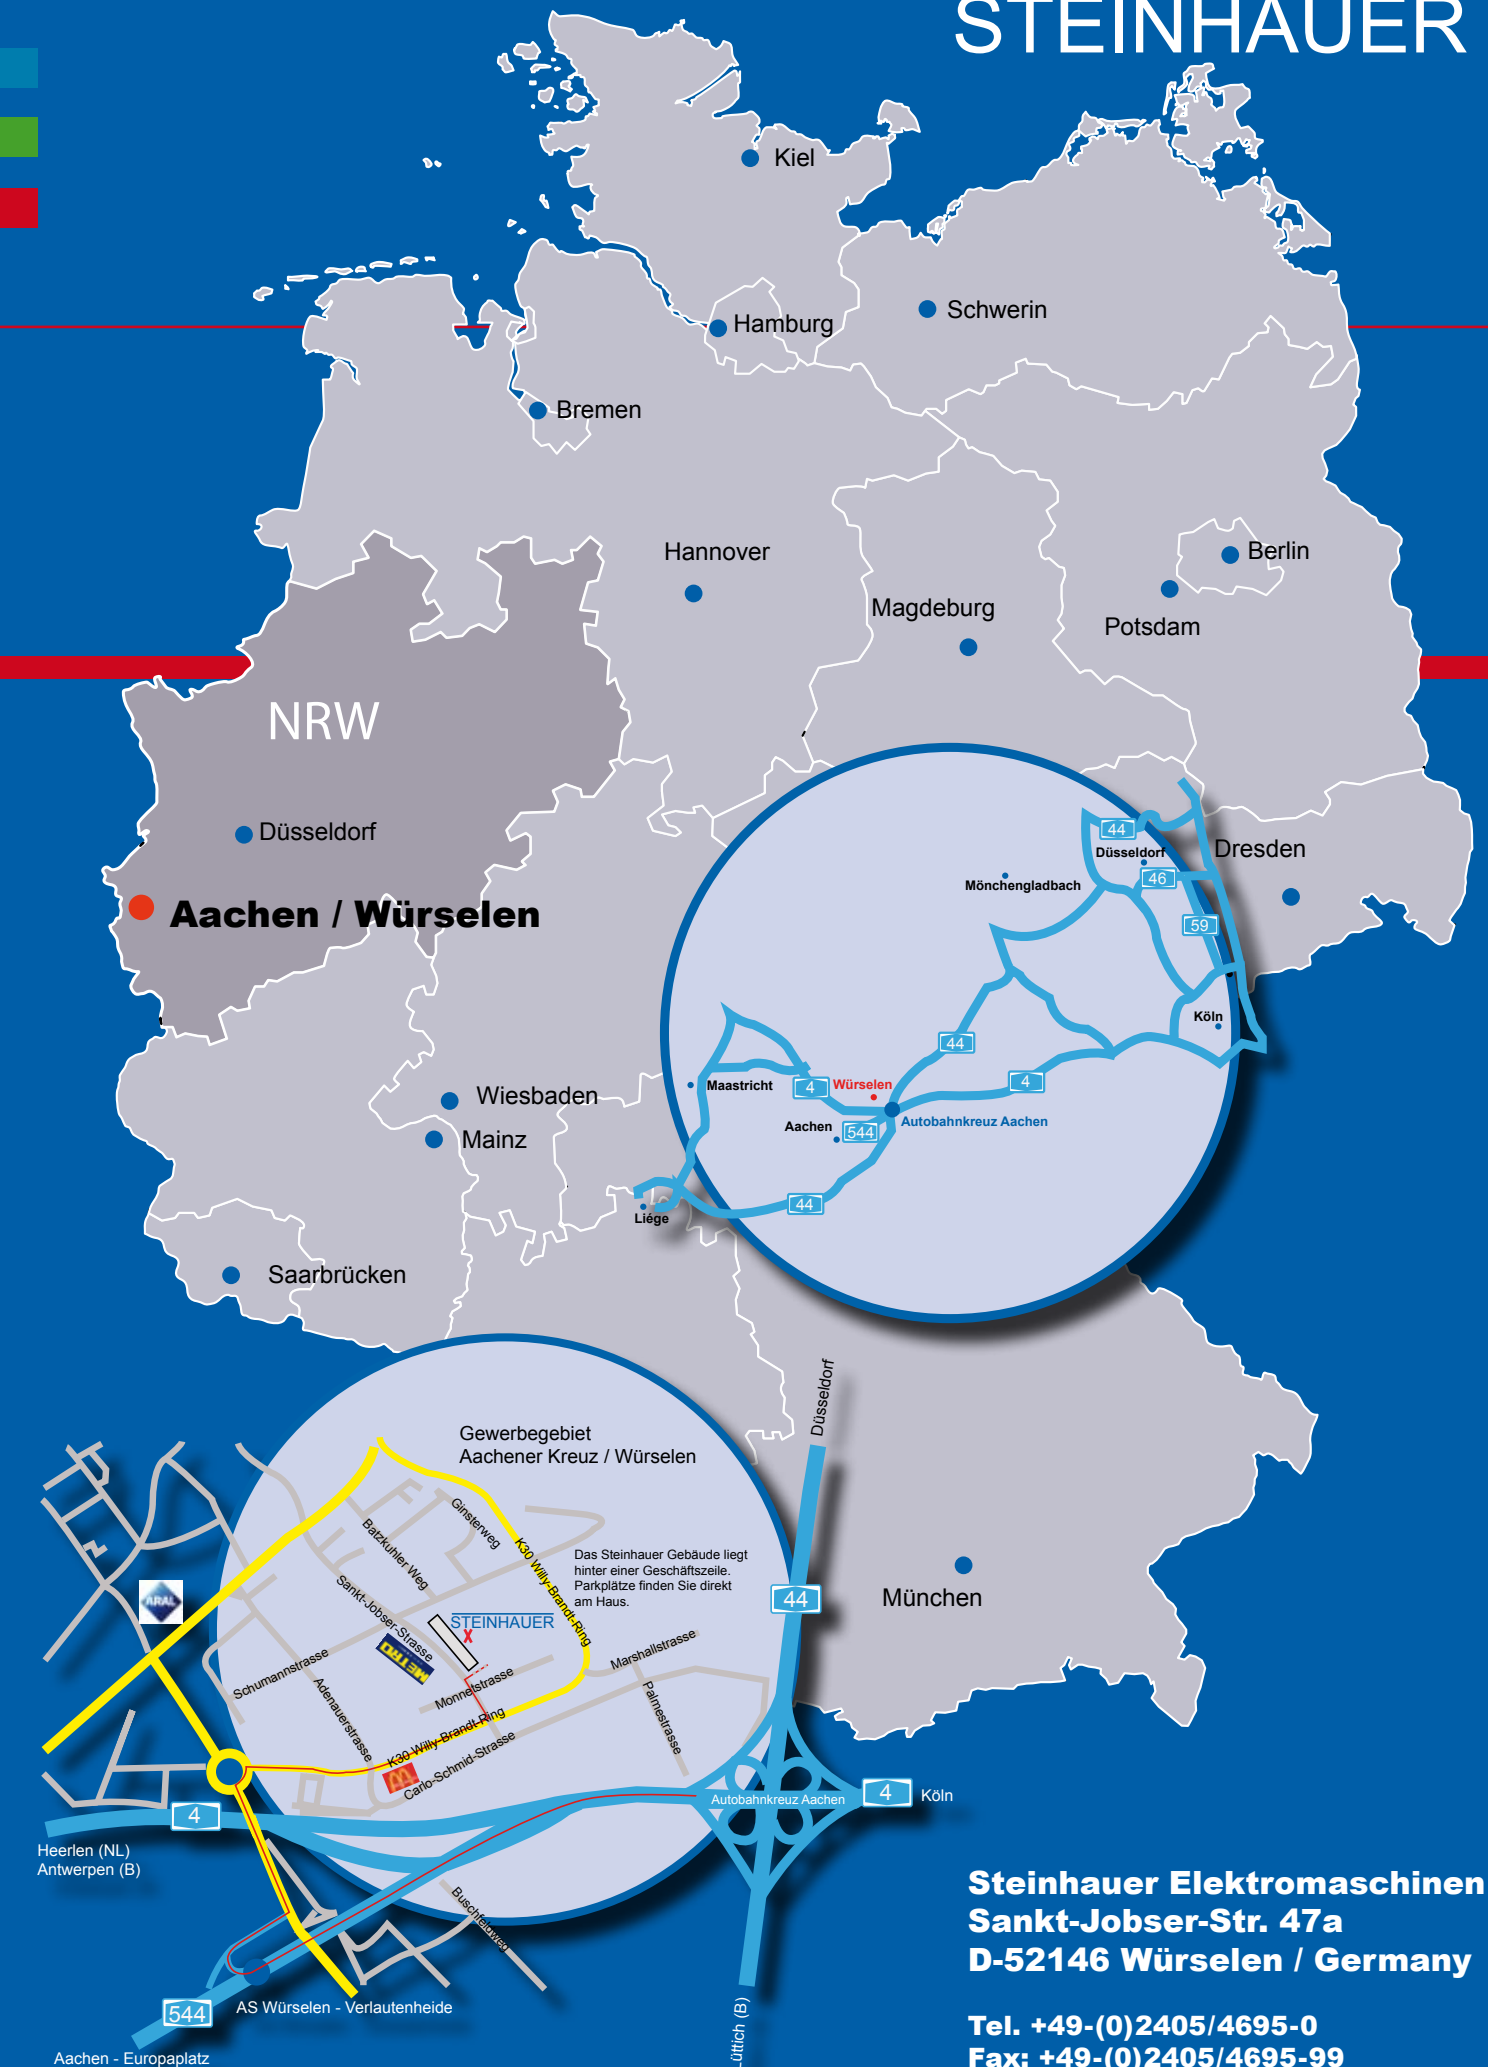 STEINHAUER
Kiel
Schwerin
Hamburg
Bremen
Hannover
Berlin
Magdeburg
Potsdam
NRW
Düsseldorf
Aachen / Würselen
Dresden
44
Düsseldorf
46
Mönchengladbach
59
Köln
44
Maastricht
4
Würselen
4
Aachen
544
Autobahnkreuz Aachen
44
Liége
Wiesbaden
Mainz
Saarbrücken
München
Gewerbegebiet
Aachener Kreuz / Würselen
Düsseldorf
Ginsterweg
Batzkuhler Weg
K30 Willy-Brandt-Ring
Das Steinhauer Gebäude liegt
hinter einer Geschäftszeile.
Parkplätze finden Sie direkt
am Haus.
ARAL
Sankt-Jobser-Strasse
STEINHAUER
METRO
44
Schumannstrasse
Adenauerstrasse
Monnetstrasse
Marshallstrasse
Palmestrasse
K30 Willy-Brandt-Ring
Carlo-Schmid-Strasse
Autobahnkreuz Aachen
4
Köln
4
Heerlen (NL)
Antwerpen (B)
Buschfeldweg
544
AS Würselen - Verlautenheide
Aachen - Europaplatz
Lüttich (B)
Steinhauer Elektromaschinen
Sankt-Jobser-Str. 47a
D-52146 Würselen / Germany
Tel. +49-(0)2405/4695-0
Fax: +49-(0)2405/4695-99